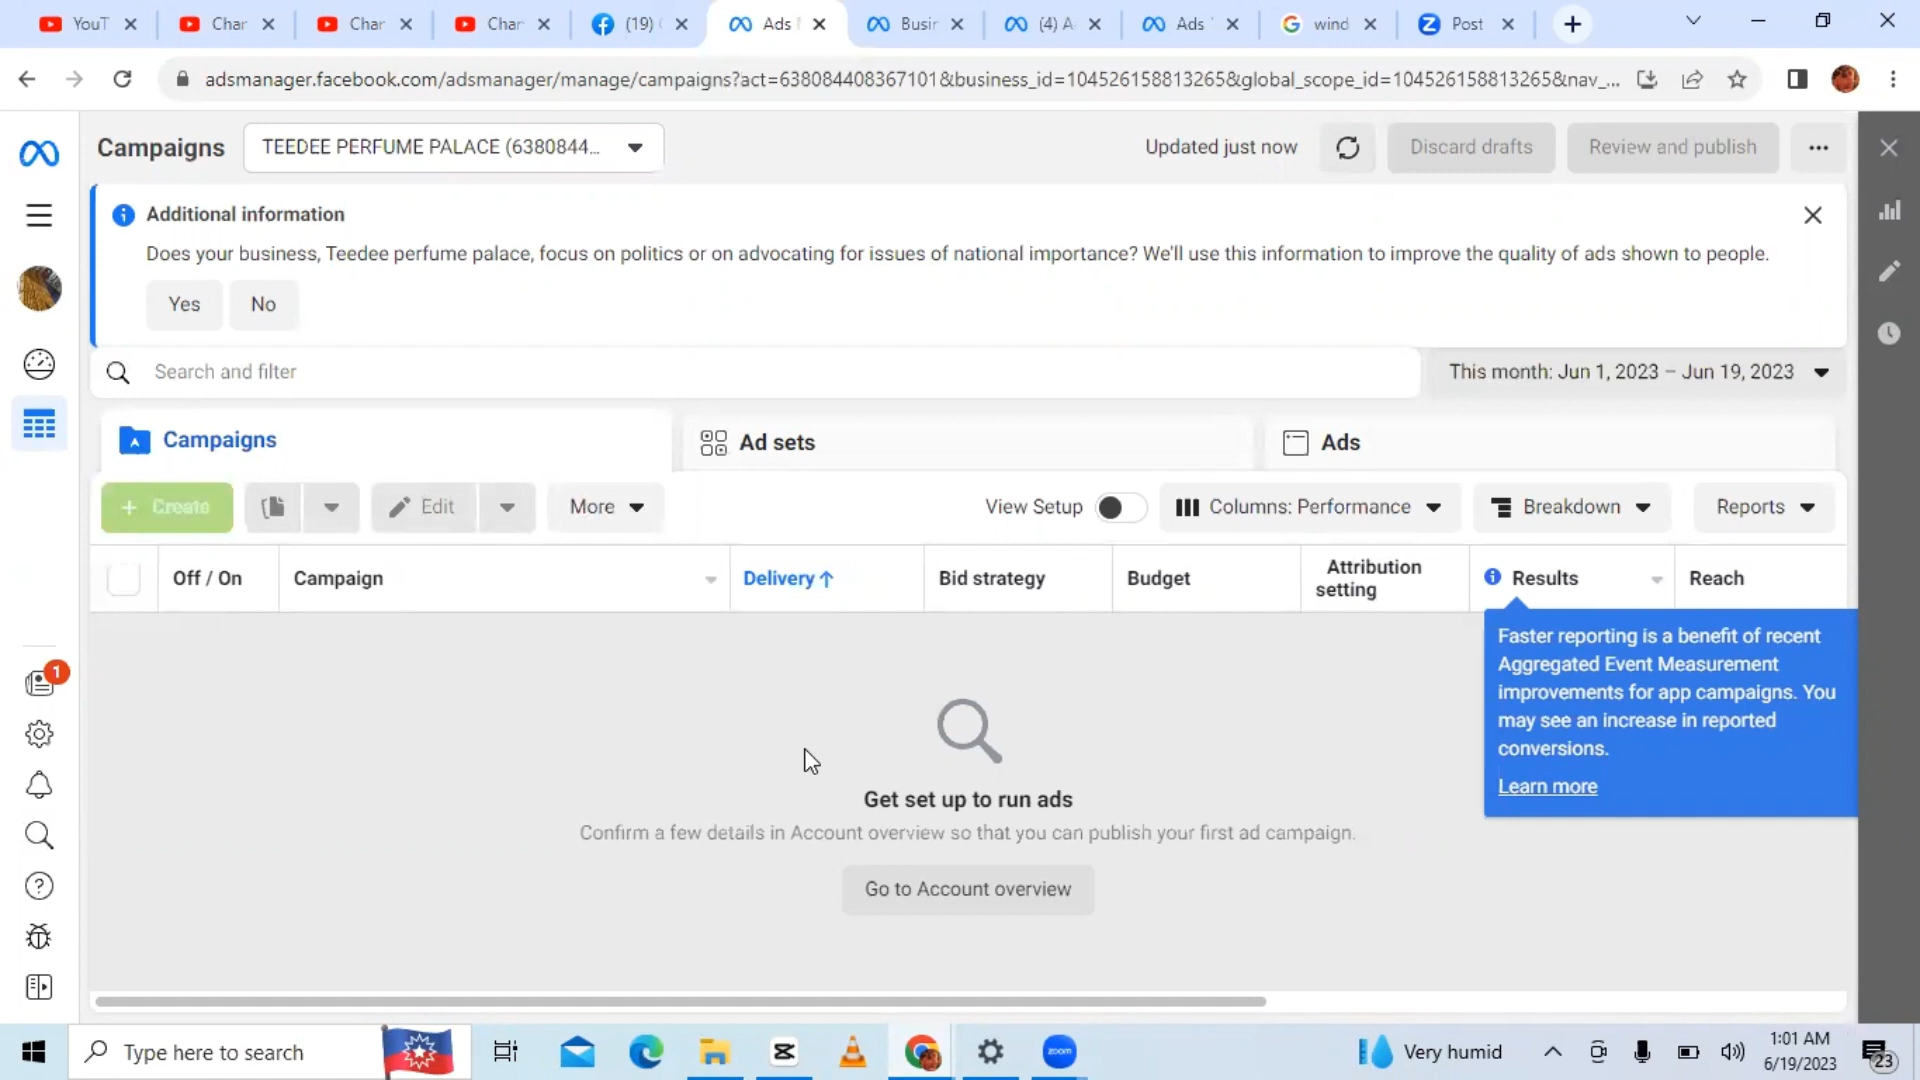 YouT
Char
Char
Char
(19)
Ads
Busir
(4) A
Ads
wind
Post
adsmanager.facebook.com/adsmanager/manage/campaigns?act=638084408367101&business_id=104526158813265&global_scope_id=104526158813265&nav_...
Campaigns
TEEDEE PERFUME PALACE (6380844...
Updated just now
Discard drafts
Review and publish
Additional information
Does your business, Teedee perfume palace, focus on politics or on advocating for issues of national importance? We'll use this information to improve the quality of ads shown to people.
Yes
No
Search and filter
This month: Jun 1, 2023 – Jun 19, 2023
Campaigns
Ad sets
Ads
+ Create
Edit
More
View Setup
Columns: Performance
Breakdown
Reports
Off / On
Campaign
Delivery ↑
Bid strategy
Budget
Attribution
setting
Results
Reach
Faster reporting is a benefit of recent
Aggregated Event Measurement
improvements for app campaigns. You
may see an increase in reported
conversions.
Learn more
1
Get set up to run ads
Confirm a few details in Account overview so that you can publish your first ad campaign.
Go to Account overview
Type here to search
zoom
Very humid
1:01 AM
6/19/2023
23